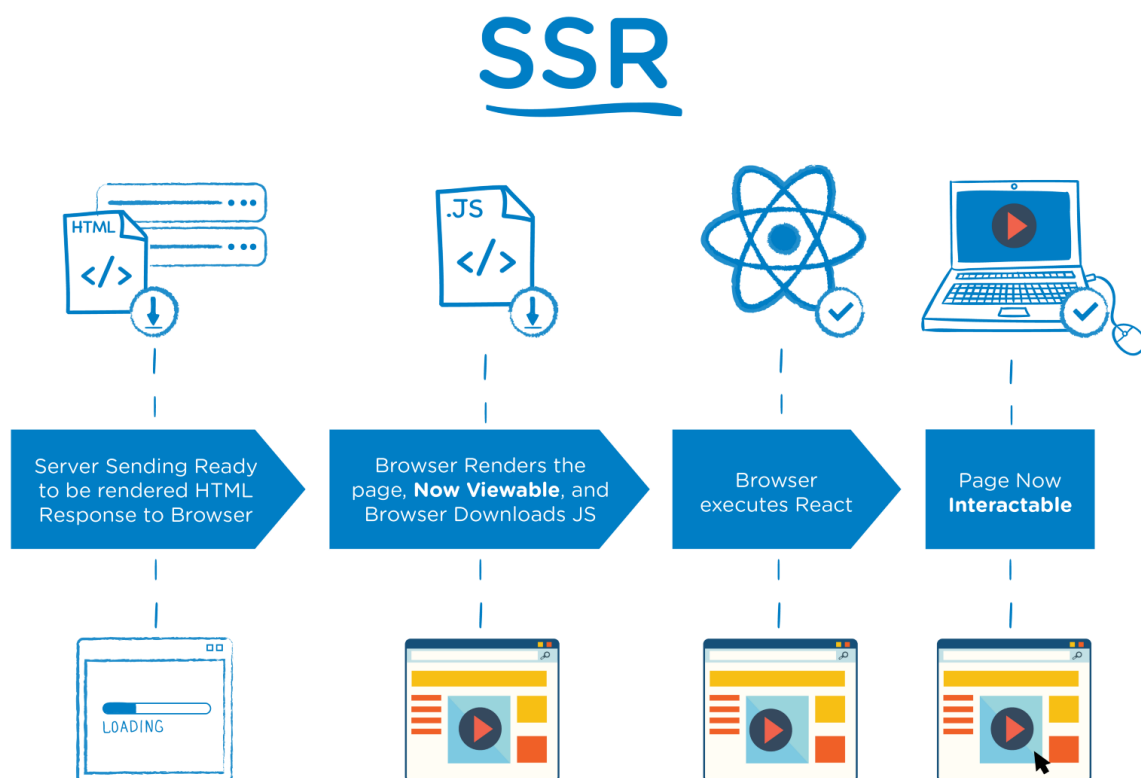 SSR
HTML
</>
.JS
</>
Server Sending Ready
to be rendered HTML
Response to Browser
Browser Renders the
page, Now Viewable, and
Browser Downloads JS
Browser
executes React
Page Now
Interactable
LOADING